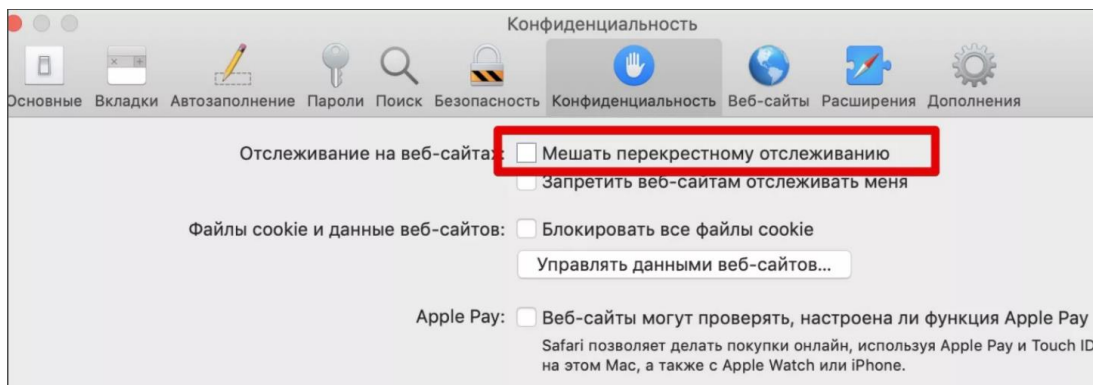 Конфиденциальность
Основные Вкладки Автозаполнение Пароли Поиск Безопасность Конфиденциальность Веб-сайты Расширения Дополнения
Отслеживание на веб-сайтах: Мешать перекрестному отслеживанию
Запретить веб-сайтам отслеживать меня
Файлы cookie и данные веб-сайтов: Блокировать все файлы cookie
Управлять данными веб-сайтов...
Apple Pay: Веб-сайты могут проверять, настроена ли функция Apple Pay
Safari позволяет делать покупки онлайн, используя Apple Pay и Touch ID
на этом Mac, а также с Apple Watch или iPhone.